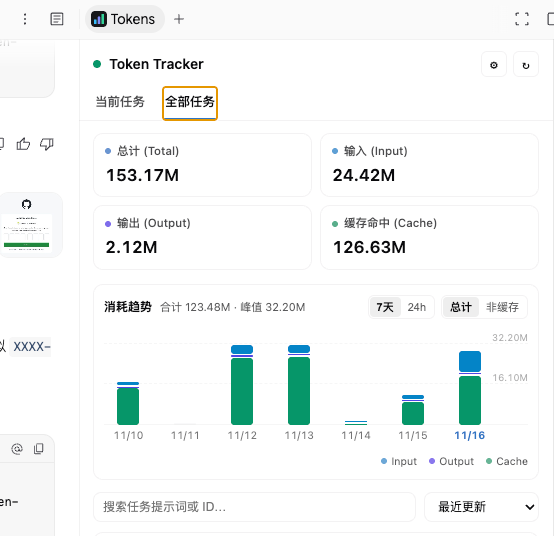 Tokens
Token Tracker
当前任务 全部任务
总计 (Total)
153.17M
输入 (Input)
24.42M
输出 (Output)
2.12M
缓存命中 (Cache)
126.63M
消耗趋势 合计 123.48M · 峰值 32.20M 7天 24h 总计 非缓存
32.20M
16.10M
11/10 11/11 11/12 11/13 11/14 11/15 11/16
Input Output Cache
搜索任务提示词或 ID... 最近更新
XXXX-
en-